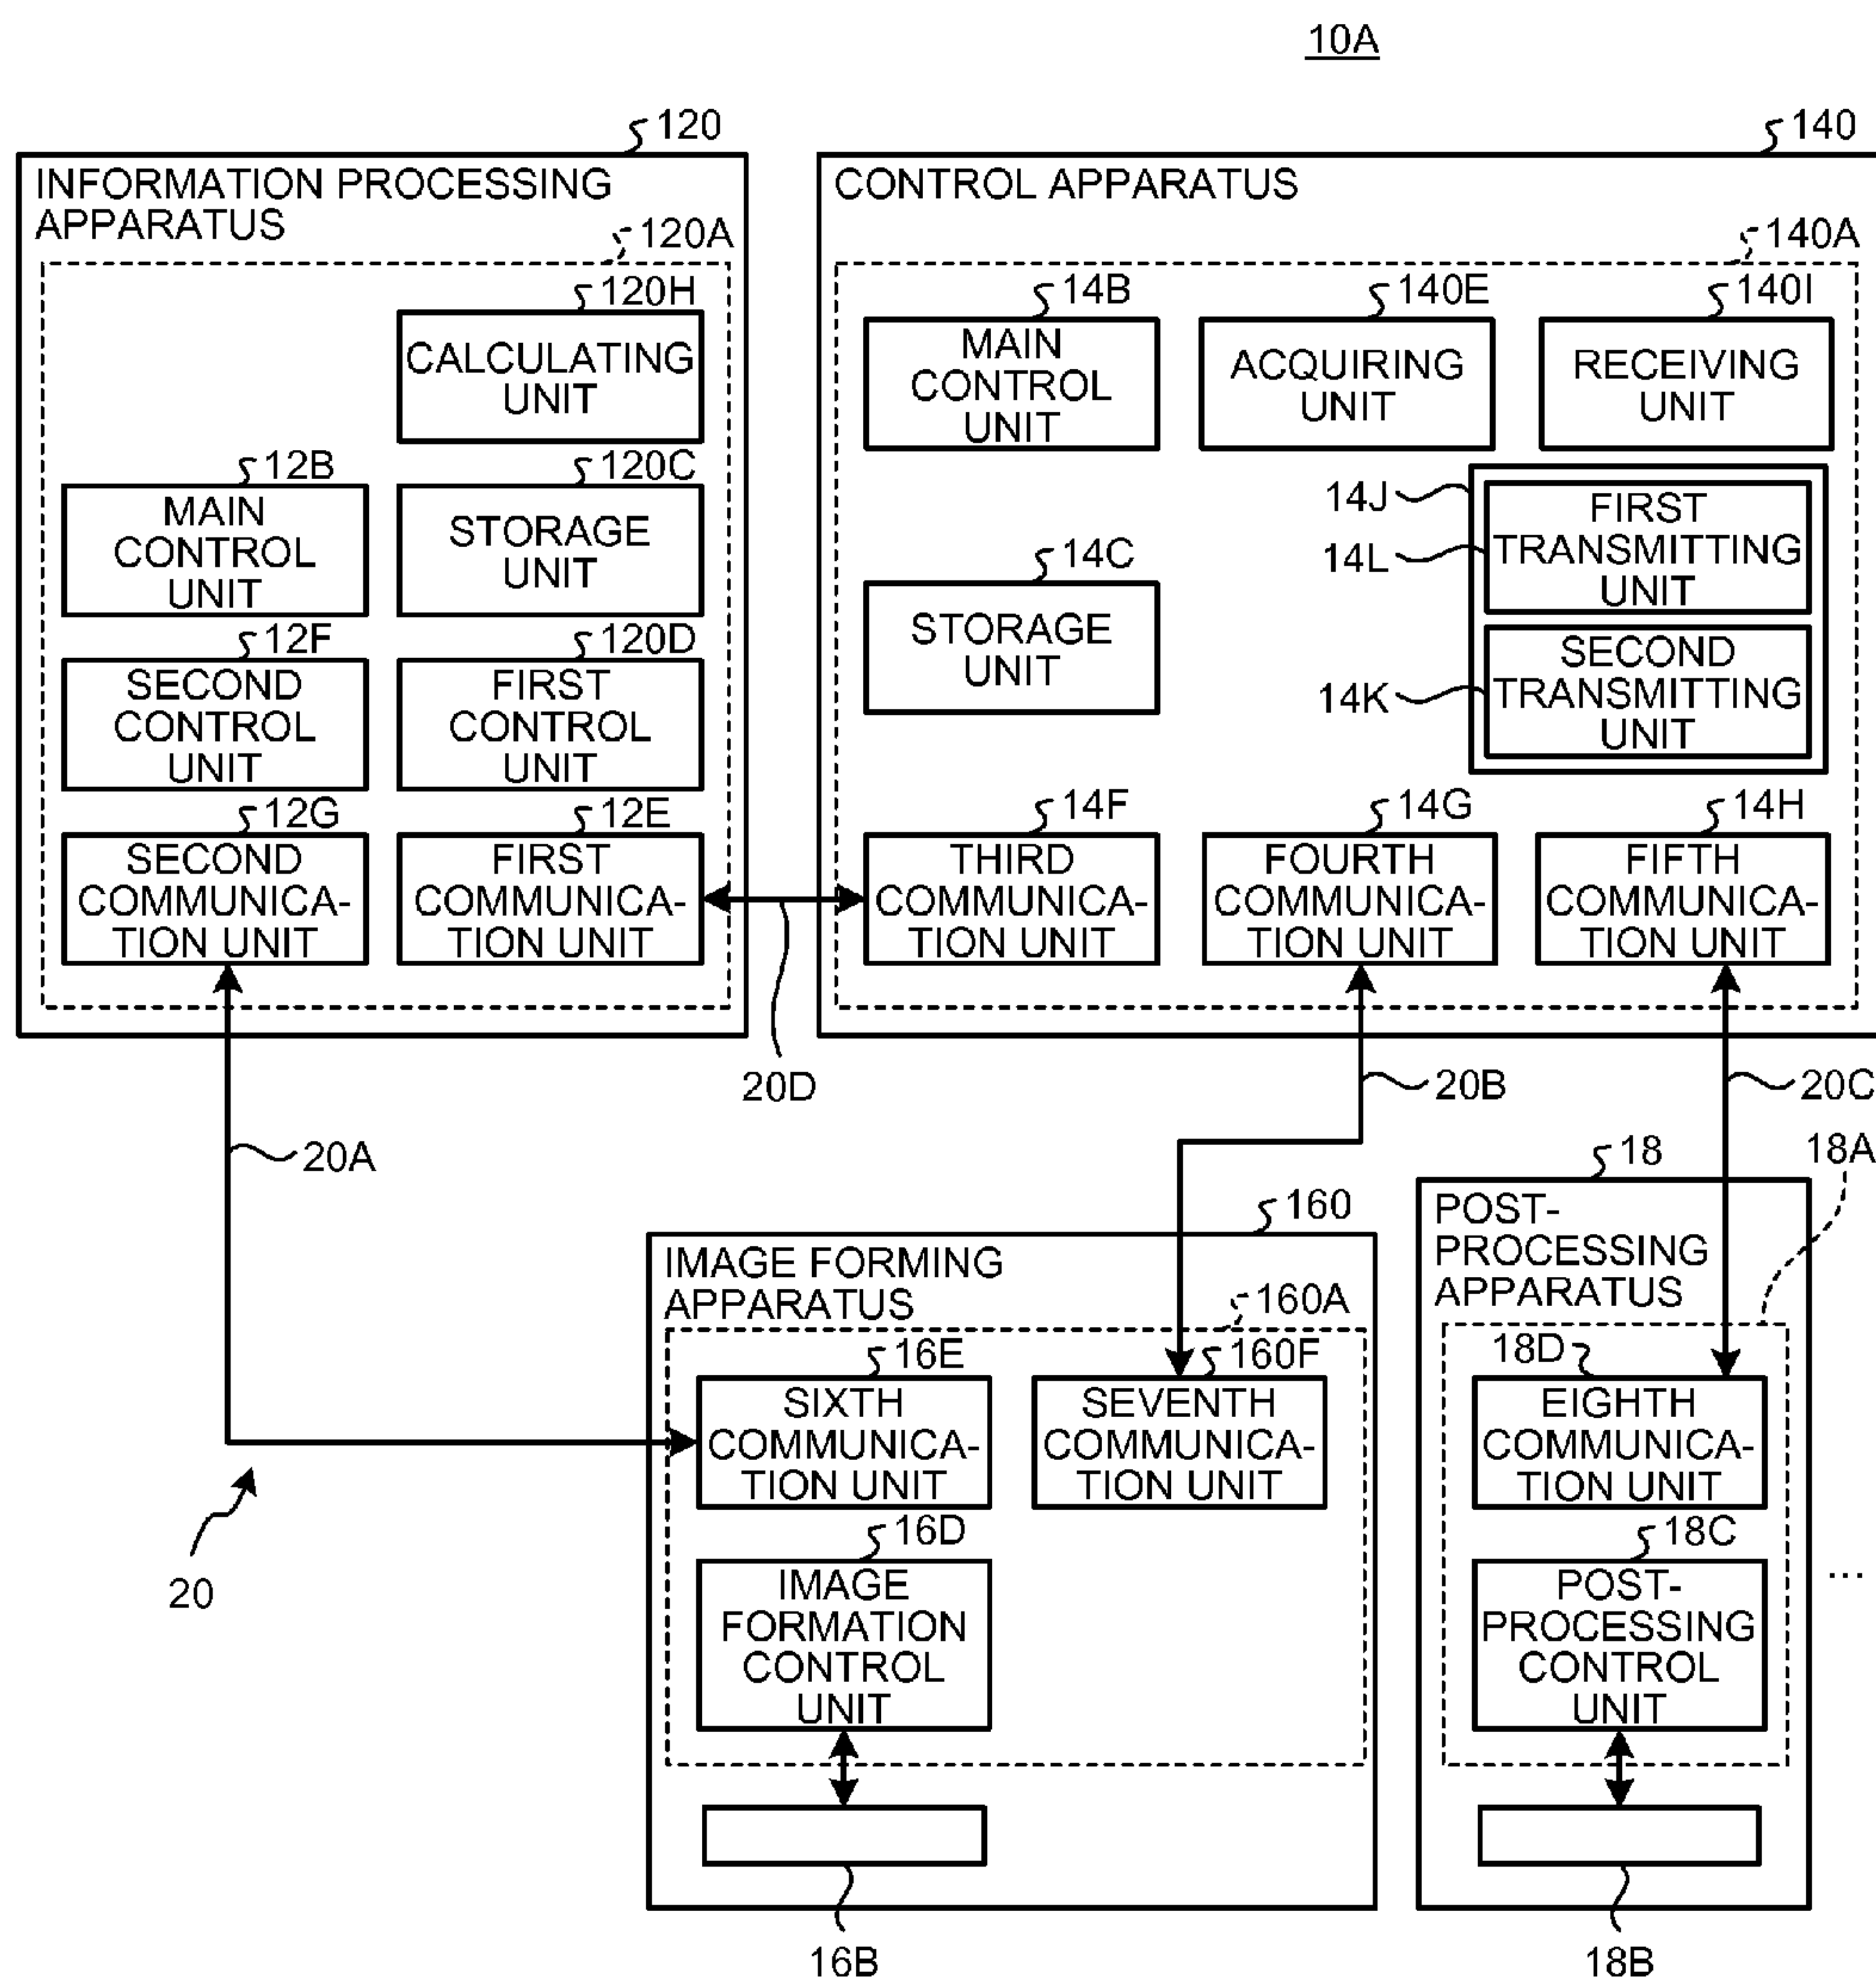 10A
120
INFORMATION PROCESSING
APPARATUS
120A
120H
CALCULATING
UNIT
12B
MAIN
CONTROL
UNIT
120C
STORAGE
UNIT
12F
SECOND
CONTROL
UNIT
120D
FIRST
CONTROL
UNIT
12G
SECOND
COMMUNICA-
TION UNIT
12E
FIRST
COMMUNICA-
TION UNIT
140
CONTROL APPARATUS
140A
14B
MAIN
CONTROL
UNIT
140E
ACQUIRING
UNIT
140I
RECEIVING
UNIT
14J
14L
FIRST
TRANSMITTING
UNIT
14C
STORAGE
UNIT
14K
SECOND
TRANSMITTING
UNIT
14F
THIRD
COMMUNICA-
TION UNIT
14G
FOURTH
COMMUNICA-
TION UNIT
14H
FIFTH
COMMUNICA-
TION UNIT
20D
20B
20C
20A
20
160
IMAGE FORMING
APPARATUS
160A
16E
SIXTH
COMMUNICA-
TION UNIT
160F
SEVENTH
COMMUNICA-
TION UNIT
16D
IMAGE
FORMATION
CONTROL
UNIT
16B
18
18A
POST-
PROCESSING
APPARATUS
18D
EIGHTH
COMMUNICA-
TION UNIT
18C
POST-
PROCESSING
CONTROL
UNIT
...
18B